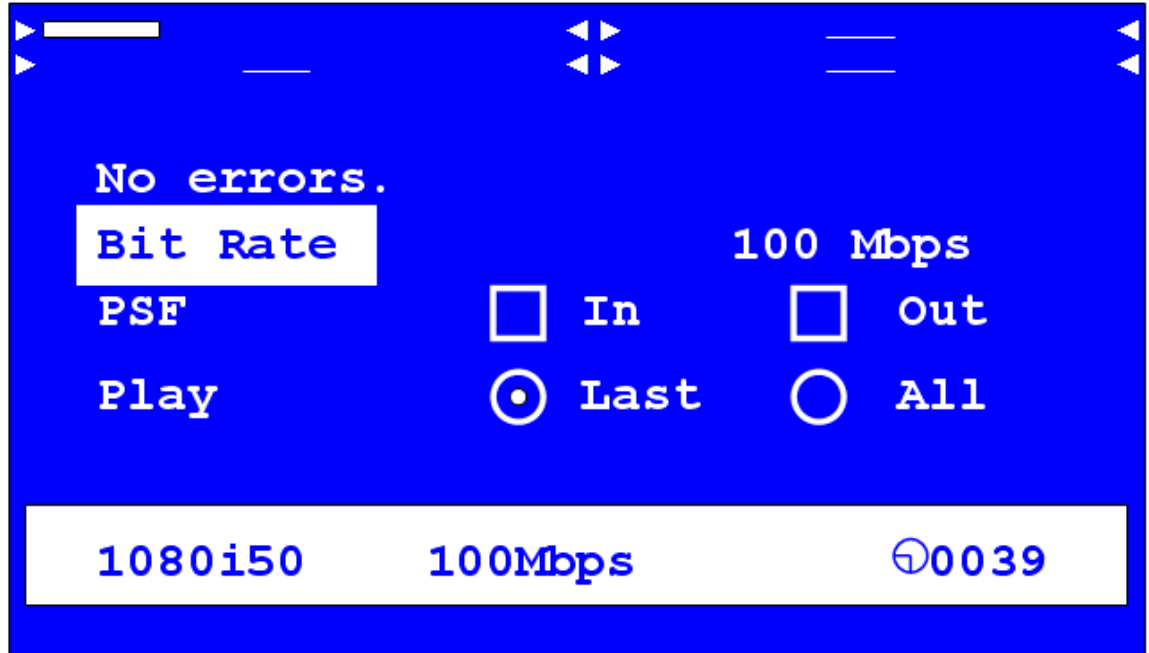 No errors.
Bit Rate 100 Mbps
PSF In Out
Play Last All
1080i50 100Mbps 0039